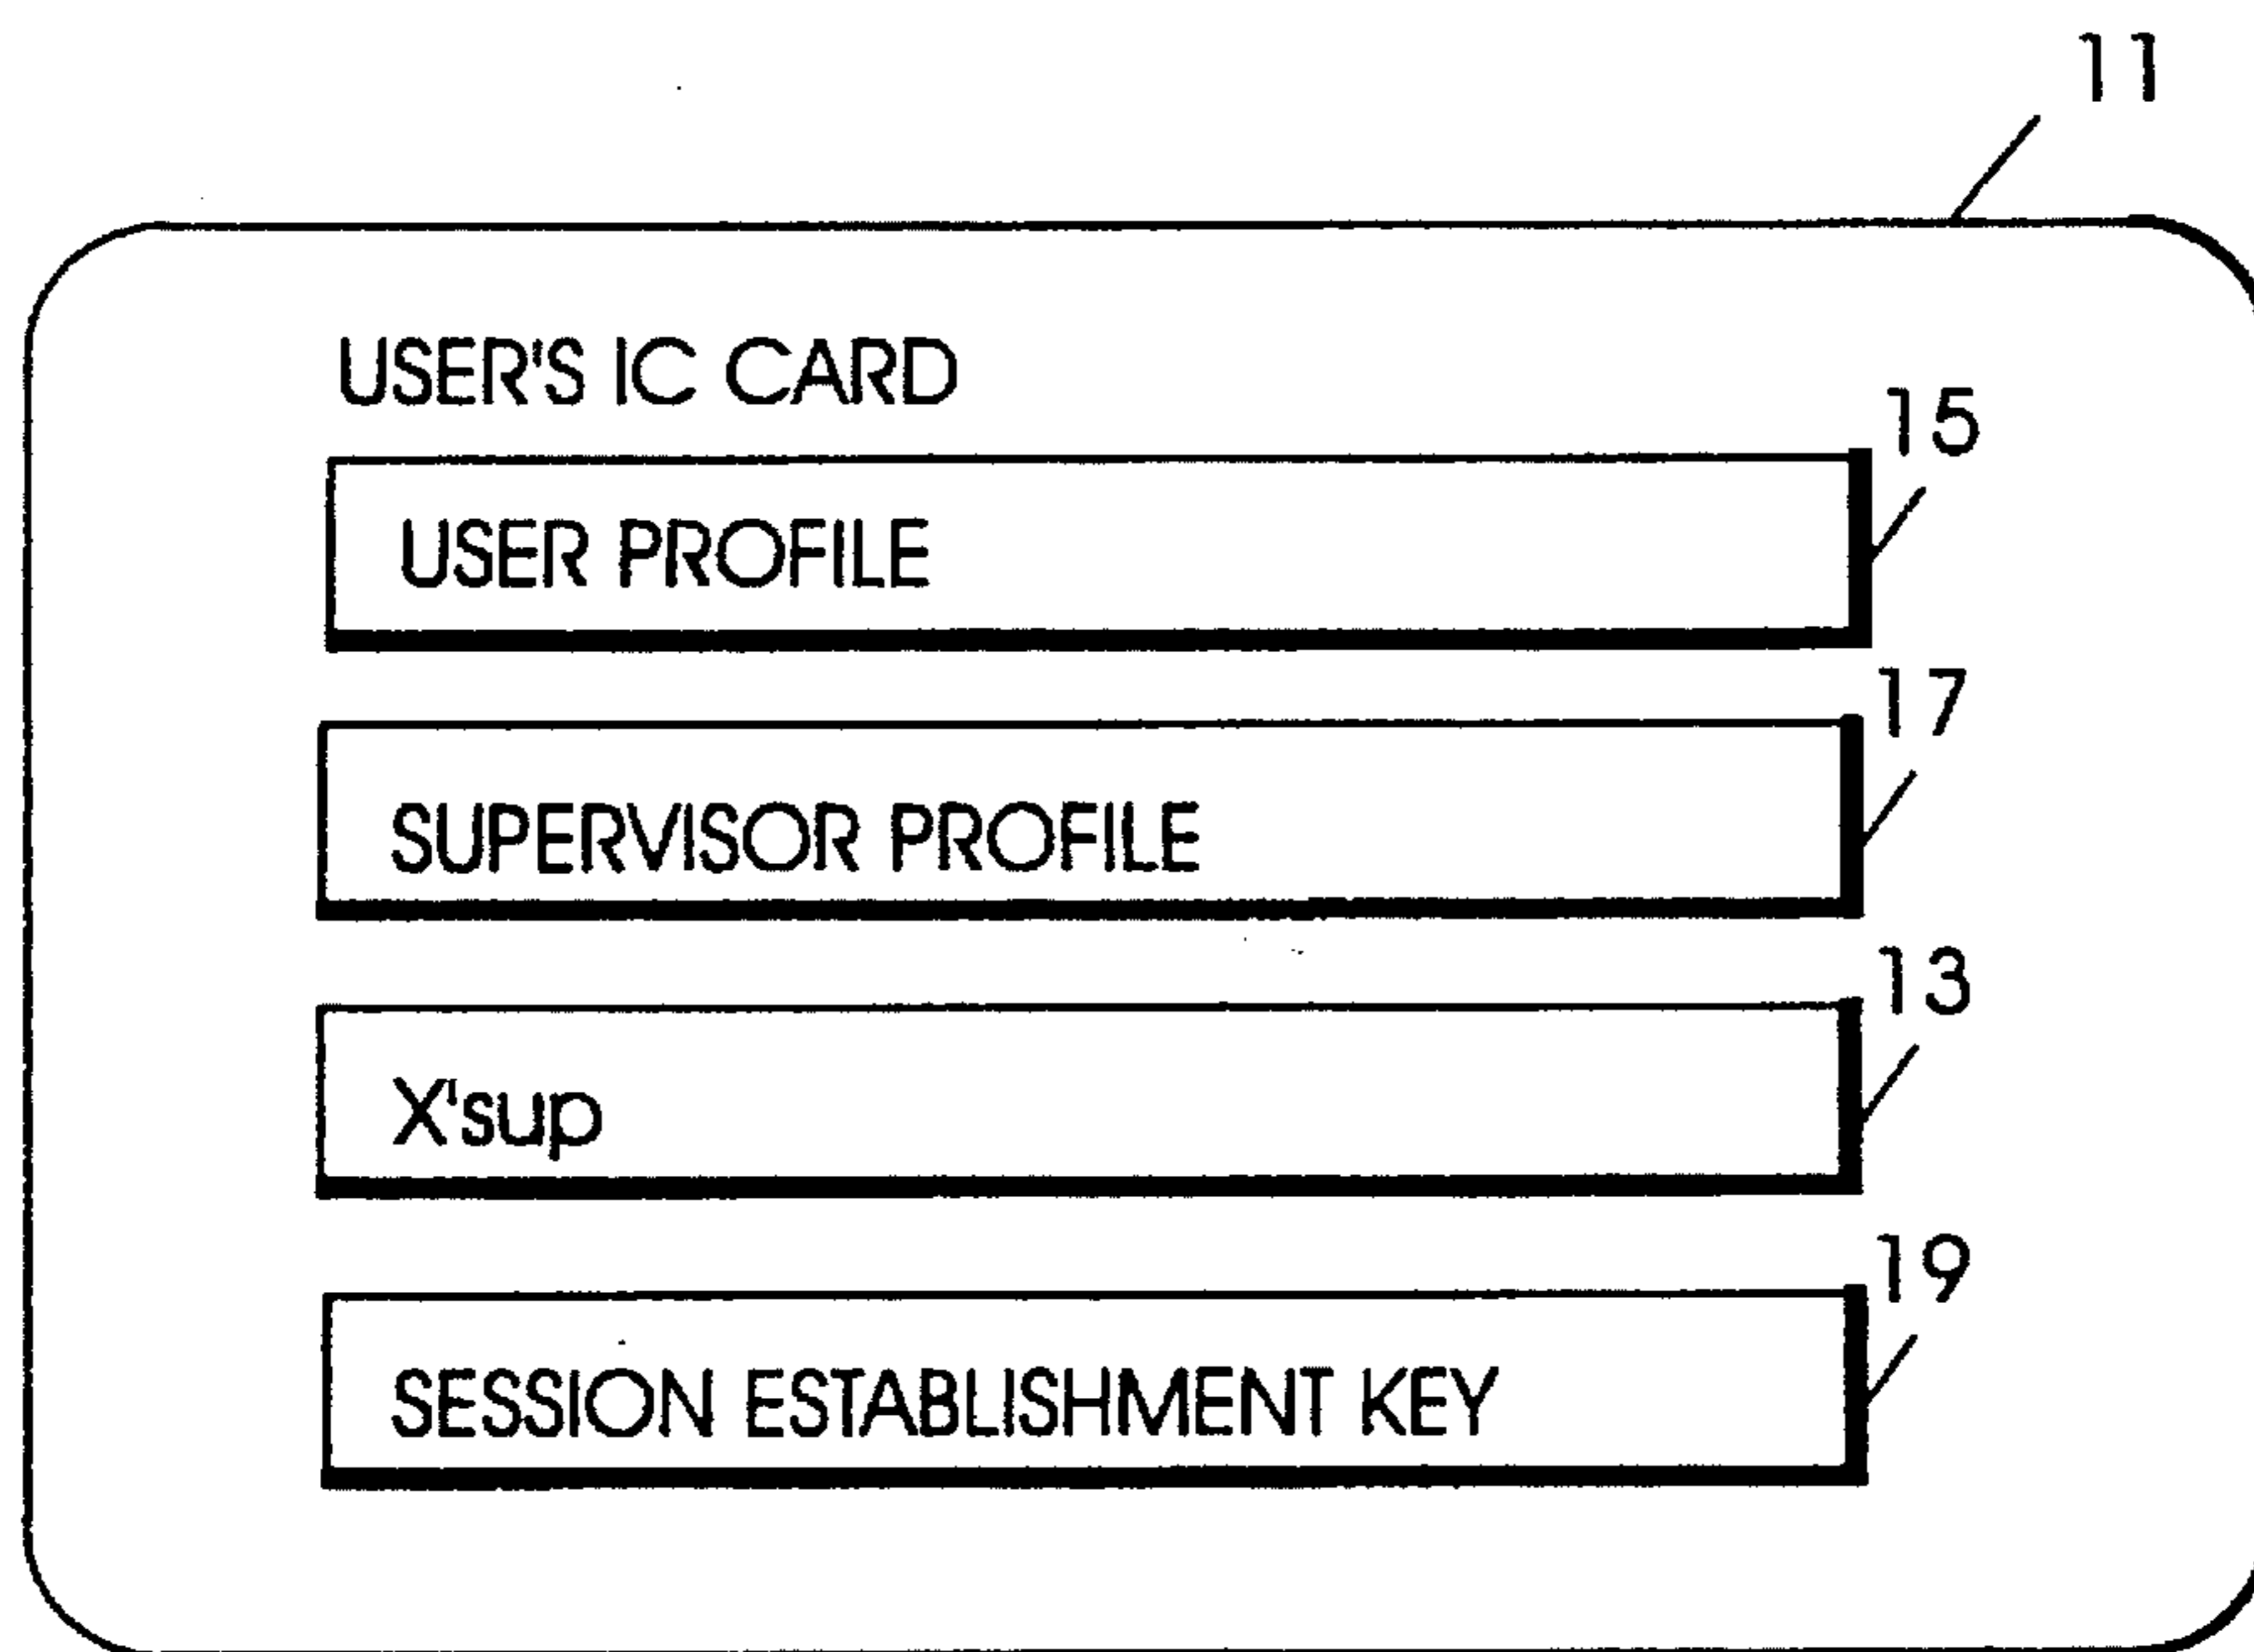 11
USER'S IC CARD
15
USER PROFILE
17
SUPERVISOR PROFILE
13
X'sup
19
SESSION ESTABLISHMENT KEY